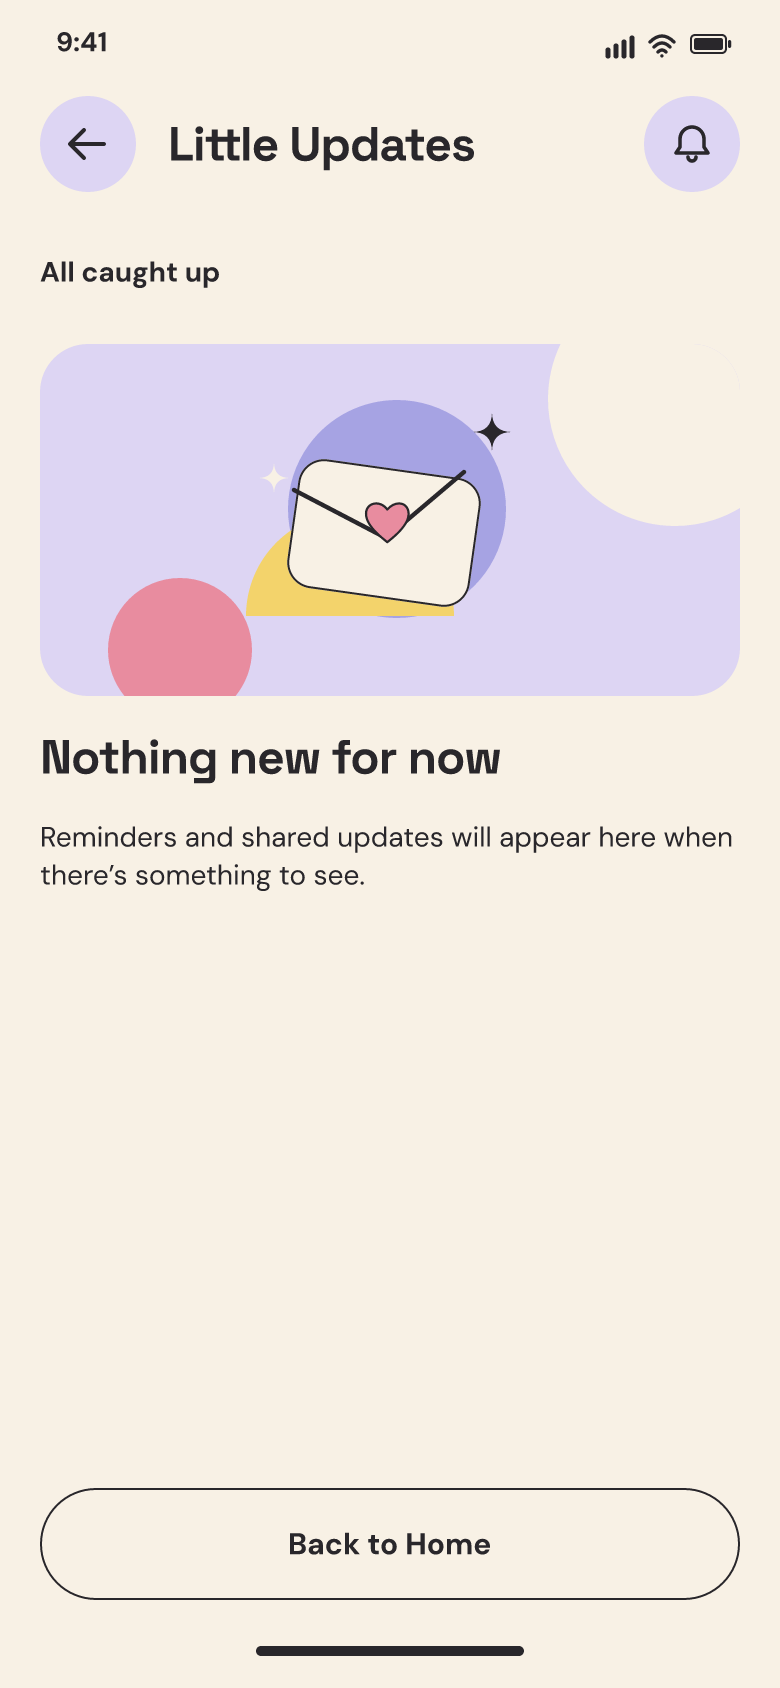 9:41
Little Updates
All caught up
Nothing new for now
Reminders and shared updates will appear here when
there’s something to see.
Back to Home